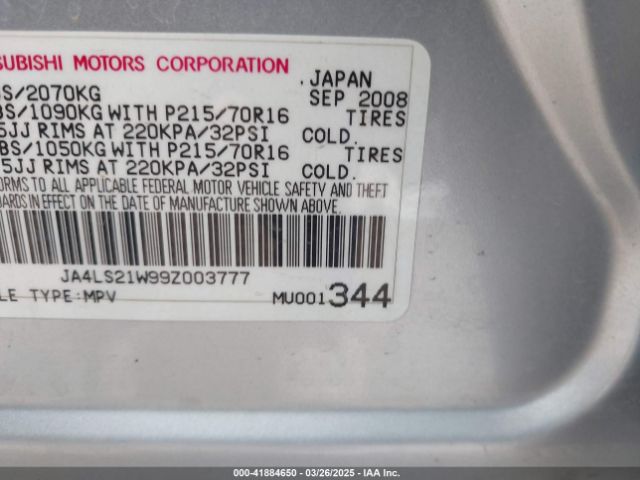 SUBISHI MOTORS CORPORATION
. JAPAN
SEP 2008
S/2070KG
BS/1090KG WITH P215/70R16 TIRES
5JJ RIMS AT 220KPA/32PSI COLD.
BS/1050KG WITH P215/70R16 TIRES
5JJ RIMS AT 220KPA/32PSI COLD.
ORMS TO ALL APPLICABLE FEDERAL MOTOR VEHICLE SAFETY AND THEFT
ARDS IN EFFECT ON THE DATE OF MANUFACTURE SHOWN ABOVE.
JA4LS21W99Z003777
LE TYPE:MPV
MU001344
000-41884650 | 03/26/2025 | IAA Inc.